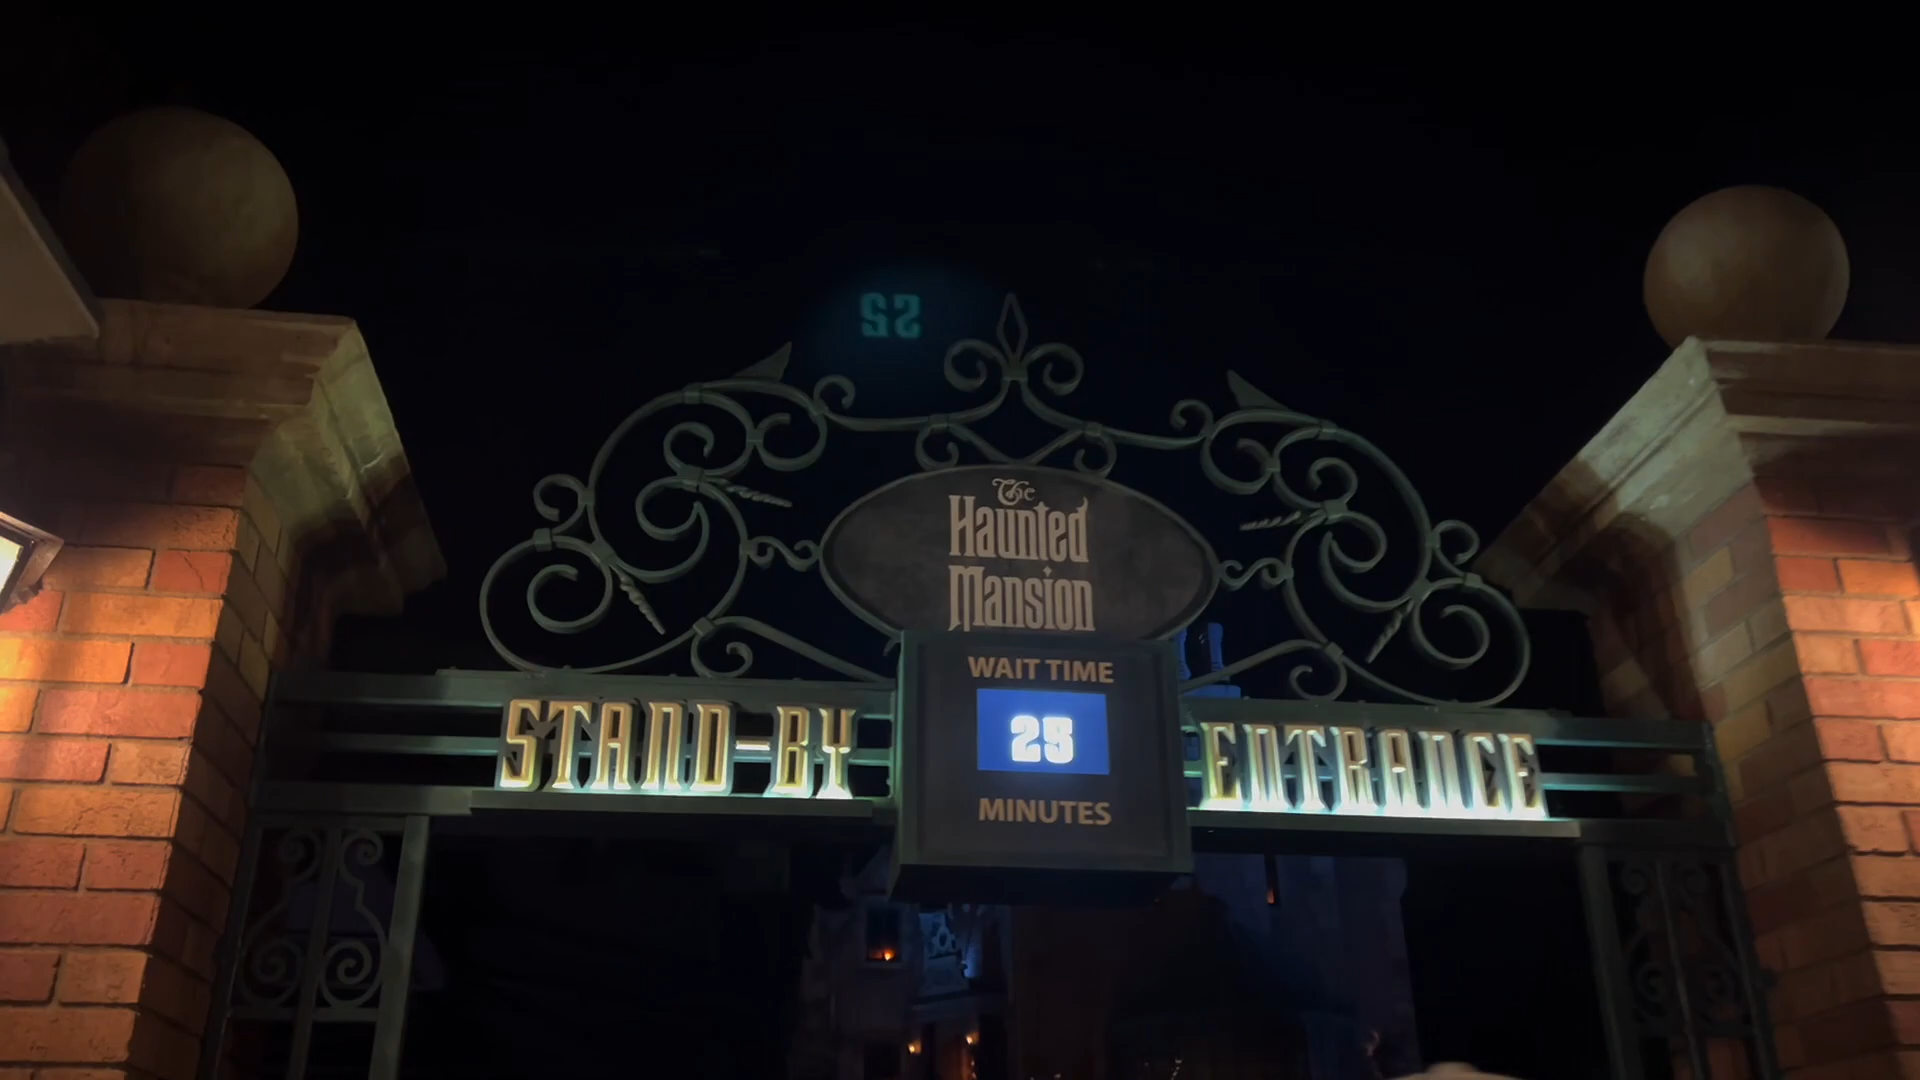 The
Haunted
Mansion
WAIT TIME
25
MINUTES
STAND-BY
ENTRANCE